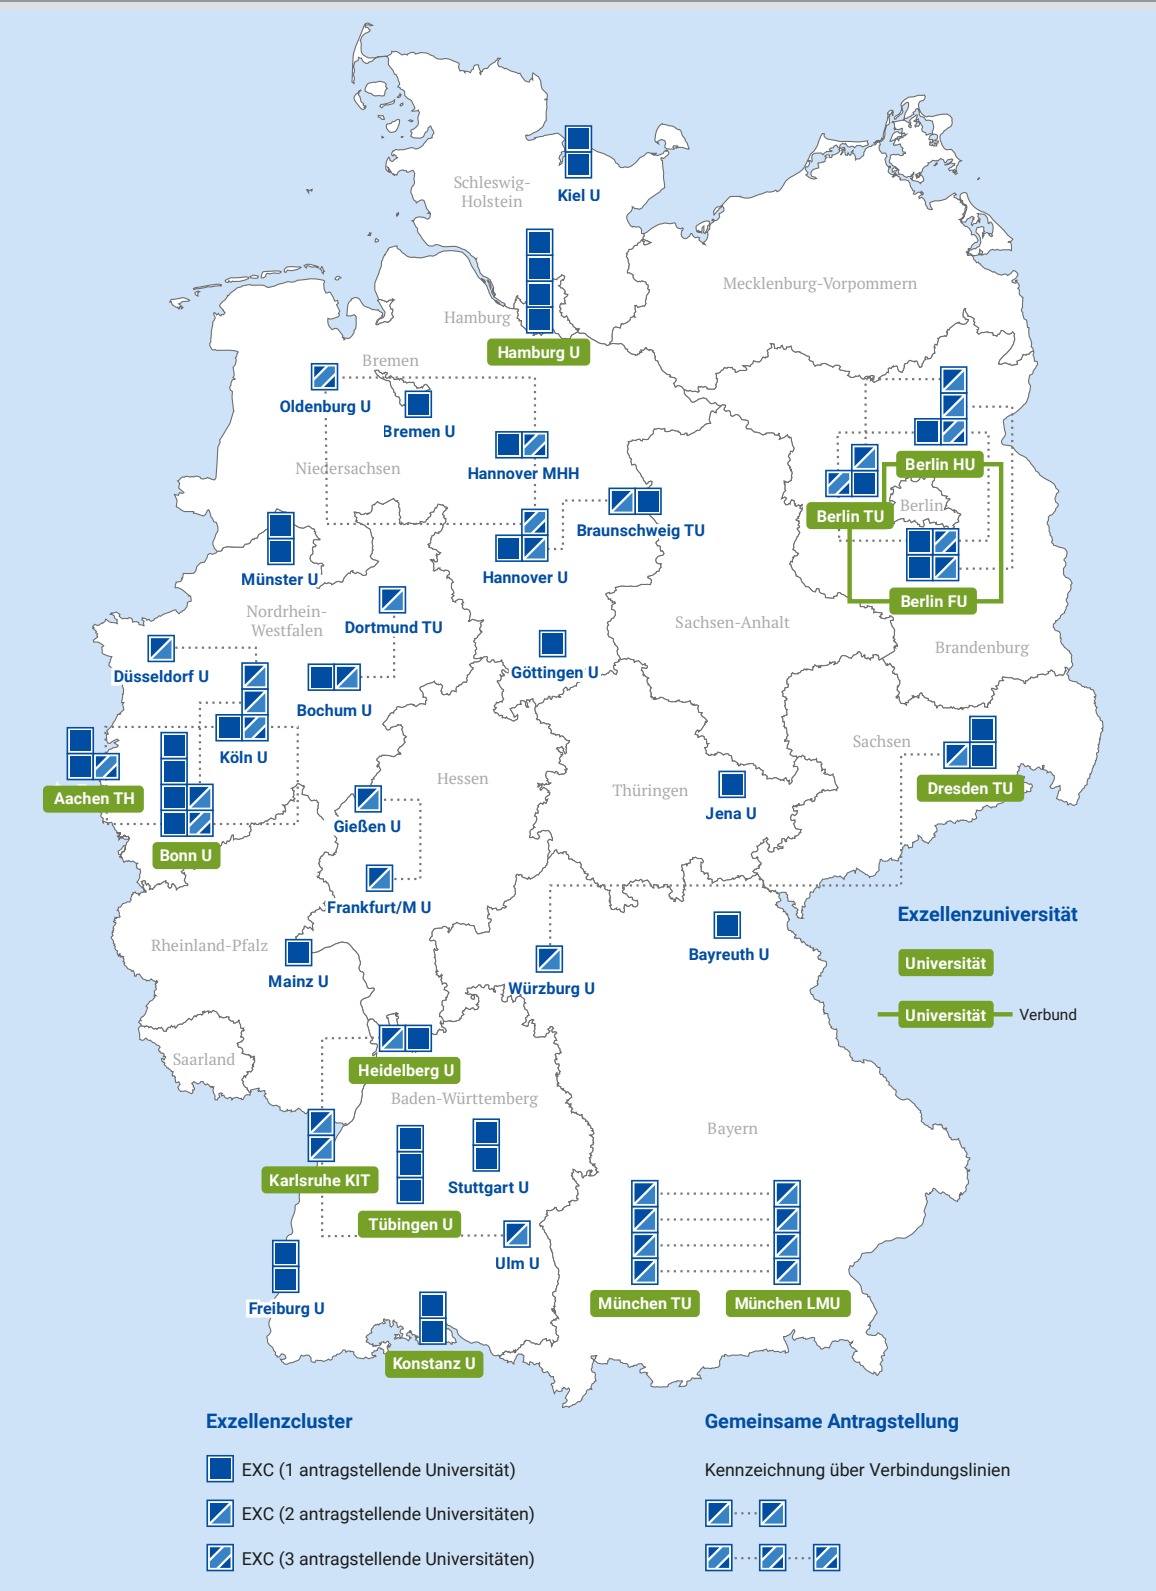 Schleswig-
Holstein
Kiel U
Mecklenburg-Vorpommern
Hamburg
Hamburg U
Bremen
Oldenburg U
Bremen U
Niedersachsen
Hannover MHH
Berlin HU
Berlin
Berlin TU
Braunschweig TU
Münster U
Hannover U
Berlin FU
Nordrhein-
Westfalen
Dortmund TU
Sachsen-Anhalt
Brandenburg
Düsseldorf U
Göttingen U
Bochum U
Köln U
Sachsen
Hessen
Thüringen
Dresden TU
Aachen TH
Jena U
Gießen U
Bonn U
Frankfurt/M U
Exzellenzuniversität
Rheinland-Pfalz
Bayreuth U
Universität
Mainz U
Würzburg U
Universität
Verbund
Saarland
Heidelberg U
Baden-Württemberg
Bayern
Karlsruhe KIT
Stuttgart U
Tübingen U
Ulm U
Freiburg U
München TU
München LMU
Konstanz U
Exzellenzcluster
EXC (1 antragstellende Universität)
EXC (2 antragstellende Universitäten)
EXC (3 antragstellende Universitäten)
Gemeinsame Antragstellung
Kennzeichnung über Verbindungslinien